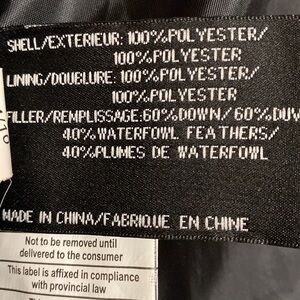 SHELL/EXTERIEUR: 100%POLYESTER/
100%POLYESTER
LINING/DOUBLURE: 100%POLYESTER/
100%POLYESTER
FILLER/REMPLISSAGE:60%DOWN/60%DUV
40%WATERFOWL FEATHERS/
40%PLUMES DE WATERFOWL
MADE IN CHINA/FABRIQUE EN CHINE
Not to be removed until
delivered to the consumer
This label is affixed in compliance
with provincial law